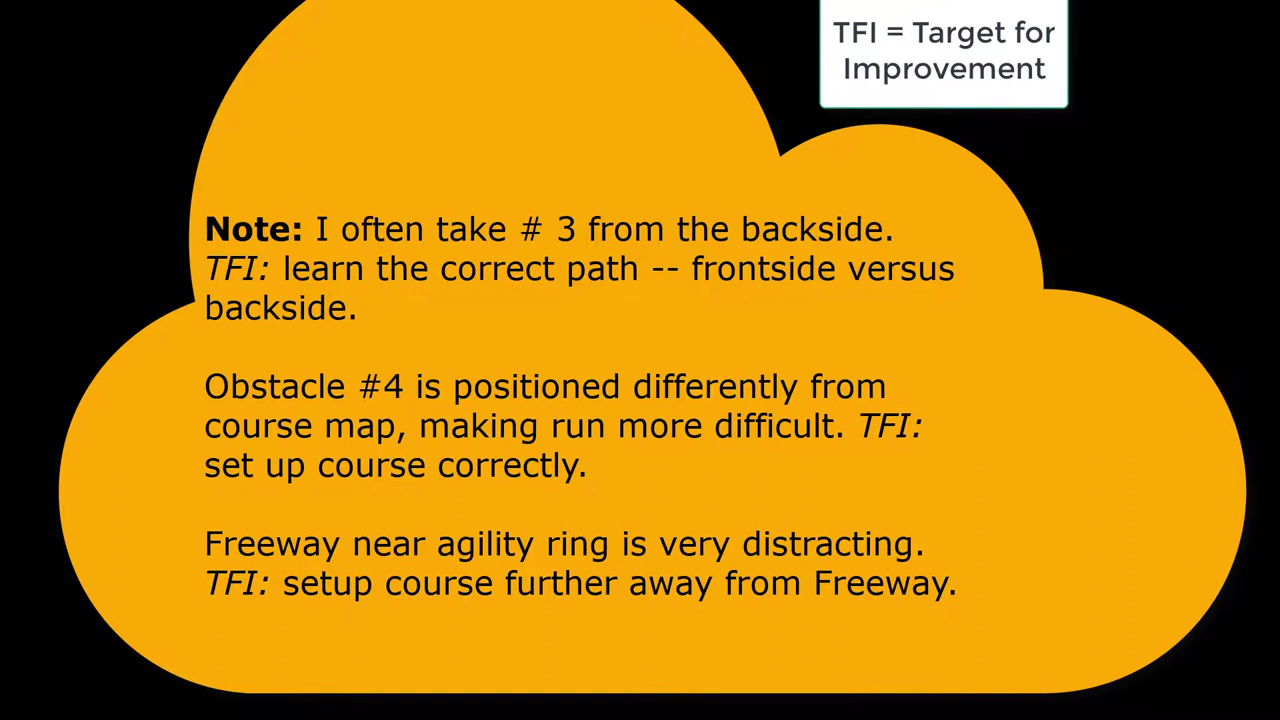 TFI = Target for
Improvement
Note: I often take # 3 from the backside.
TFI: learn the correct path -- frontside versus
backside.
Obstacle #4 is positioned differently from
course map, making run more difficult. TFI:
set up course correctly.
Freeway near agility ring is very distracting.
TFI: setup course further away from Freeway.